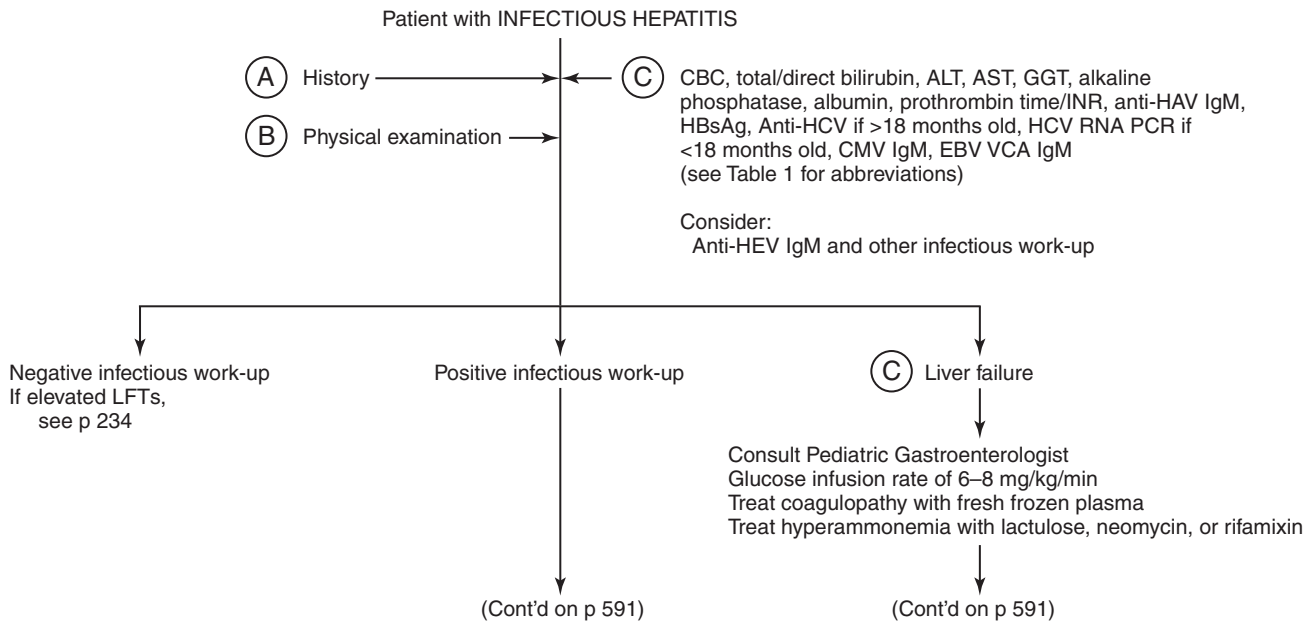 Patient with INFECTIOUS HEPATITIS
A History
B Physical examination
C CBC, total/direct bilirubin, ALT, AST, GGT, alkaline
phosphatase, albumin, prothrombin time/INR, anti-HAV IgM,
HBsAg, Anti-HCV if >18 months old, HCV RNA PCR if
<18 months old, CMV IgM, EBV VCA IgM
(see Table 1 for abbreviations)
Consider:
Anti-HEV IgM and other infectious work-up
Negative infectious work-up
If elevated LFTs,
see p 234
Positive infectious work-up
(Cont'd on p 591)
C Liver failure
Consult Pediatric Gastroenterologist
Glucose infusion rate of 6–8 mg/kg/min
Treat coagulopathy with fresh frozen plasma
Treat hyperammonemia with lactulose, neomycin, or rifamixin
(Cont'd on p 591)